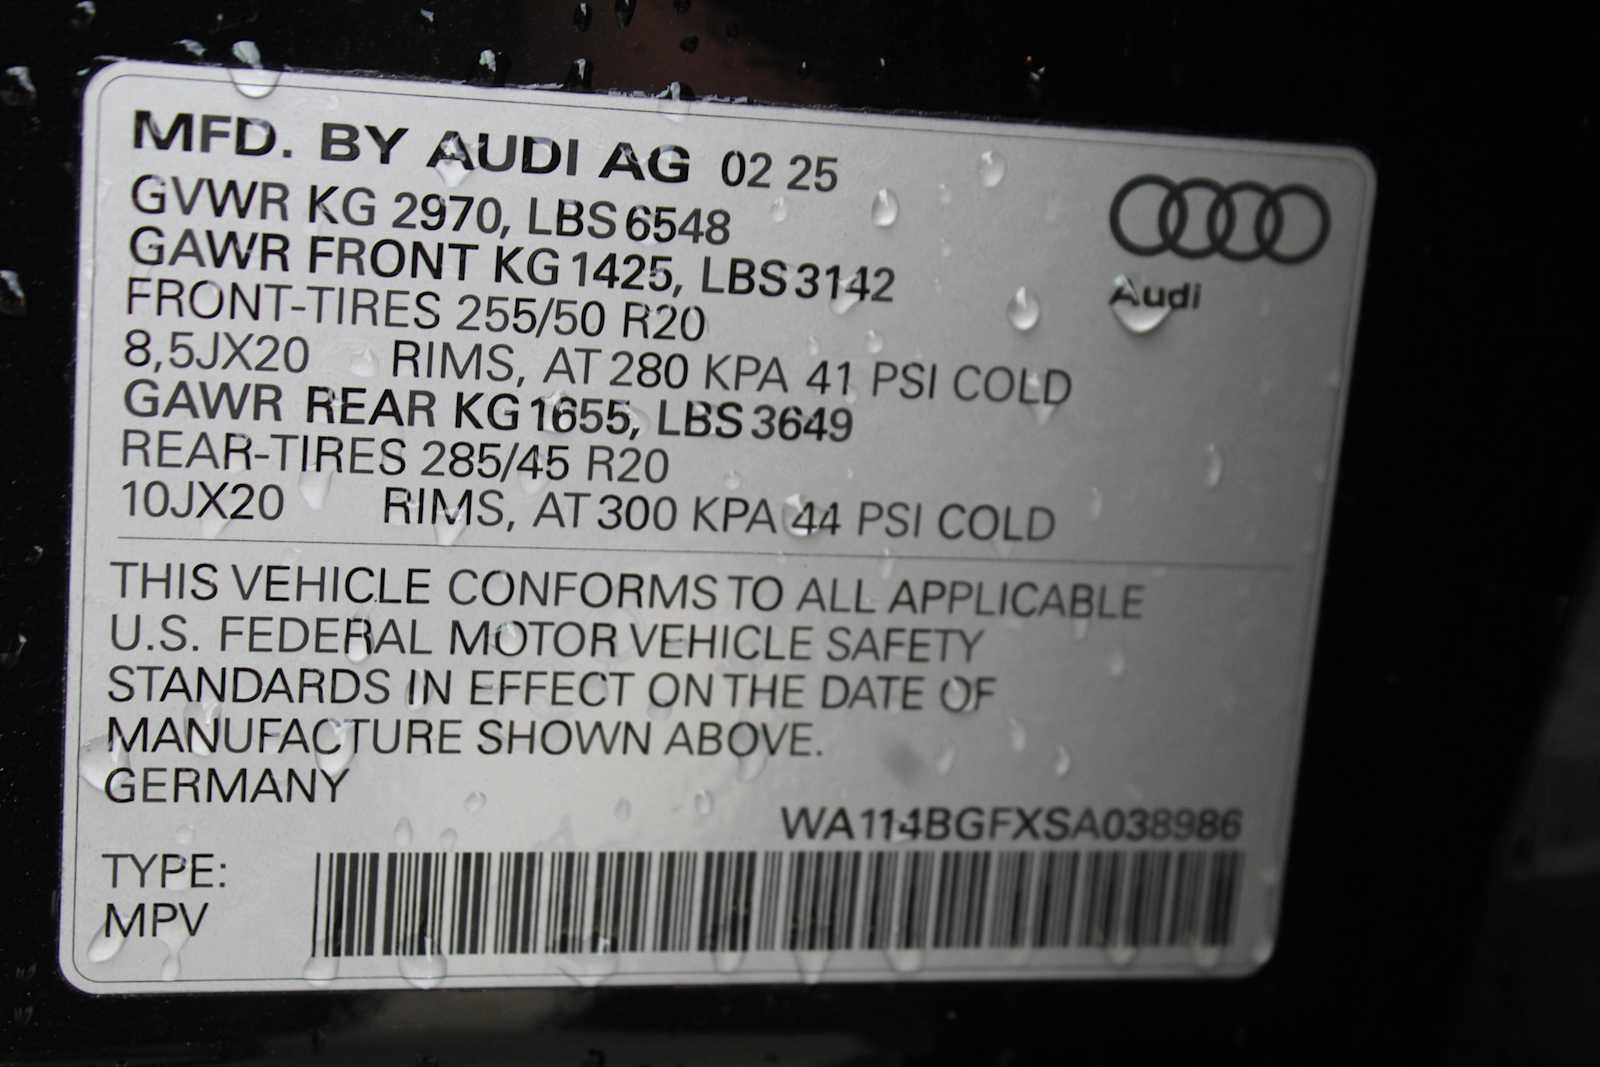 MFD. BY AUDI AG 02 25
GVWR KG 2970, LBS 6548
GAWR FRONT KG 1425, LBS 3142
FRONT-TIRES 255/50 R20
8,5JX20 RIMS, AT 280 KPA 41 PSI COLD
GAWR REAR KG 1655, LBS 3649
REAR-TIRES 285/45 R20
10JX20 RIMS, AT 300 KPA 44 PSI COLD
Audi
THIS VEHICLE CONFORMS TO ALL APPLICABLE
U.S. FEDERAL MOTOR VEHICLE SAFETY
STANDARDS IN EFFECT ON THE DATE OF
MANUFACTURE SHOWN ABOVE.
GERMANY
WA114BGFXSA038986
TYPE:
MPV